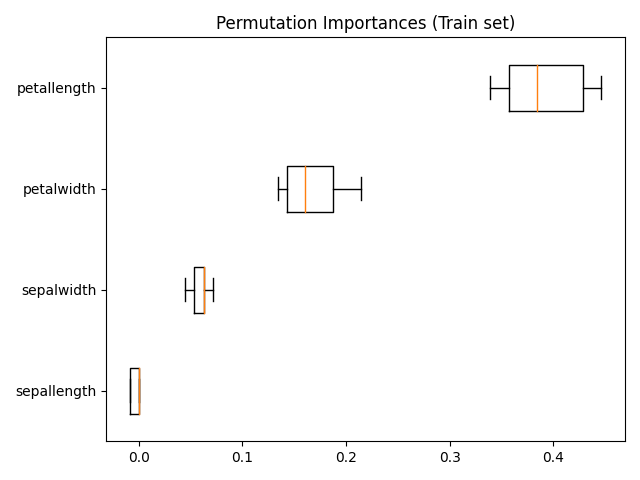 Permutation Importances (Train set)
petallength
petalwidth
sepalwidth
sepallength
0.0 0.1 0.2 0.3 0.4